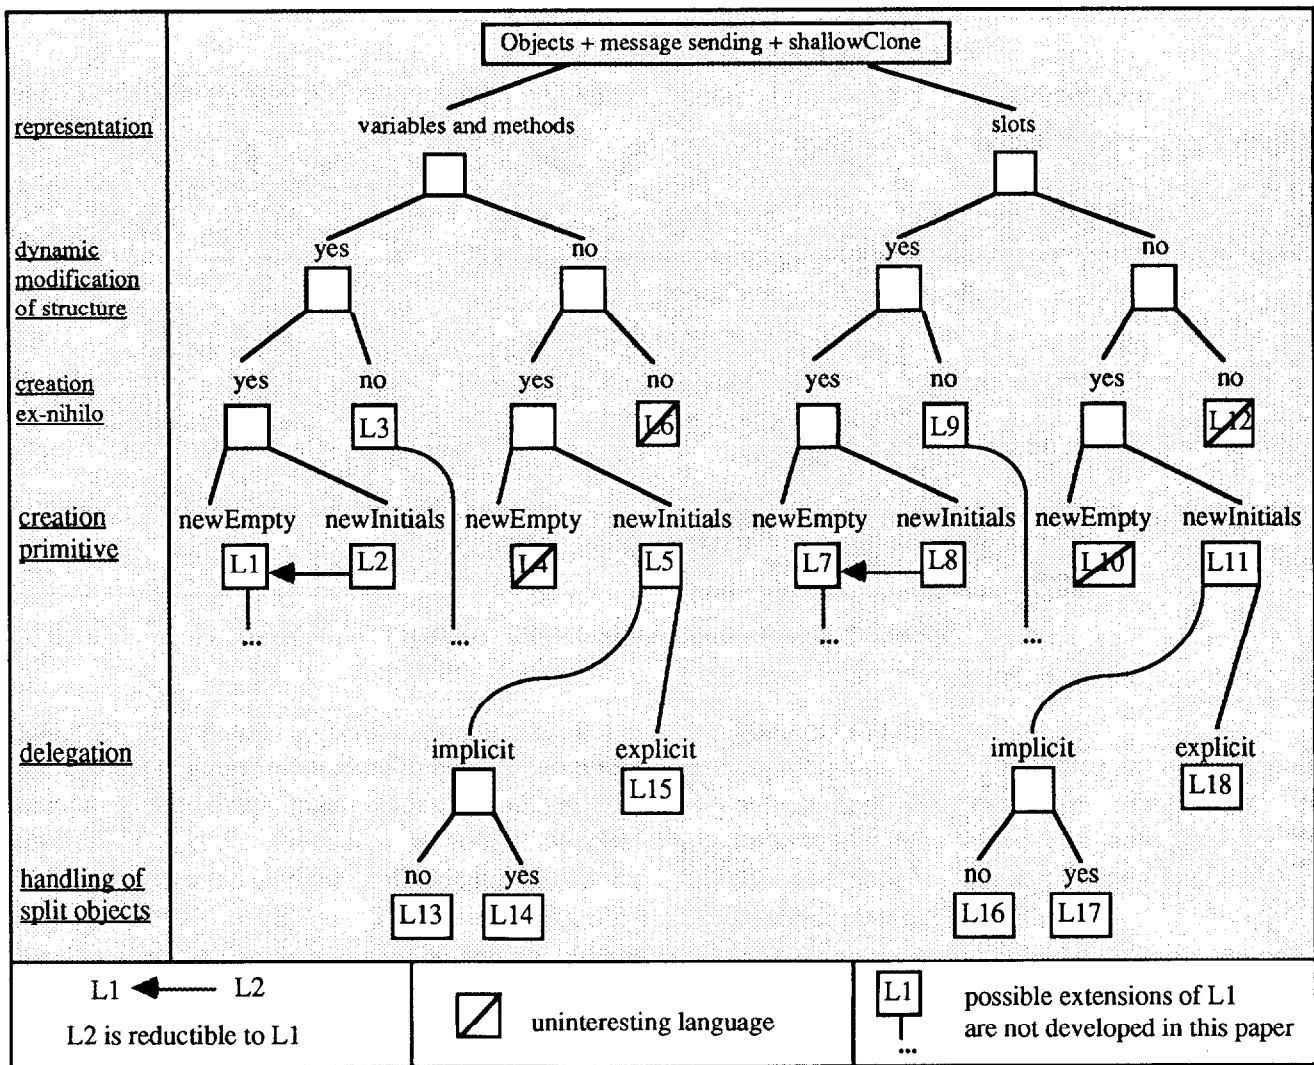 Objects + message sending + shallowClone
representation
variables and methods
slots
dynamic
modification
of structure
yes
no
yes
no
creation
ex-nihilo
yes
no
yes
no
yes
no
yes
no
L3
L6
L9
L12
creation
primitive
newEmpty
newInitials
newEmpty
newInitials
newEmpty
newInitials
newEmpty
newInitials
L1
L2
L4
L5
L7
L8
L10
L11
...
...
...
...
delegation
implicit
explicit
implicit
explicit
L15
L18
handling of
split objects
no
yes
no
yes
L13
L14
L16
L17
L1
L2
L2 is reductible to L1
uninteresting language
L1
...
possible extensions of L1
are not developed in this paper